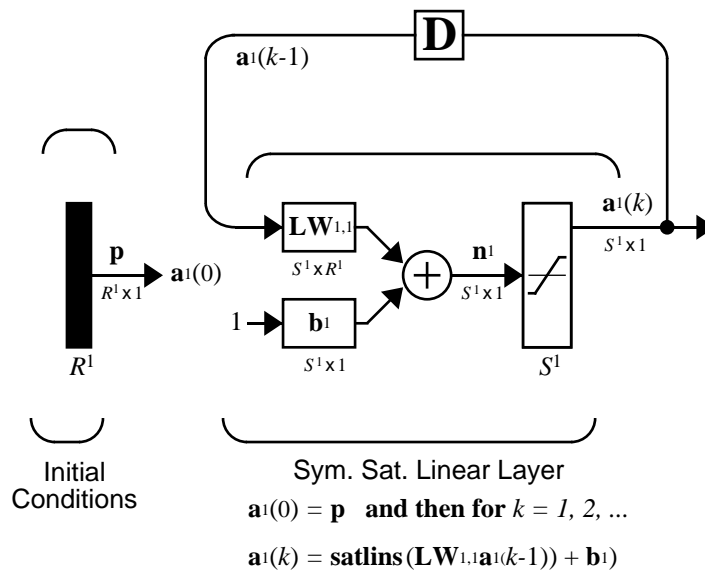 D
a1(k-1)
a1(k)
LW1,1
p
n1
a1(0)
S1 x 1
S1 x R1
R1 x 1
S1 x 1
1
b1
R1
S1 x 1
S1
Initial
Conditions
Sym. Sat. Linear Layer
a1(0) = p and then for k = 1, 2, ...
a1(k) = satlins (LW1,1a1(k-1)) + b1)